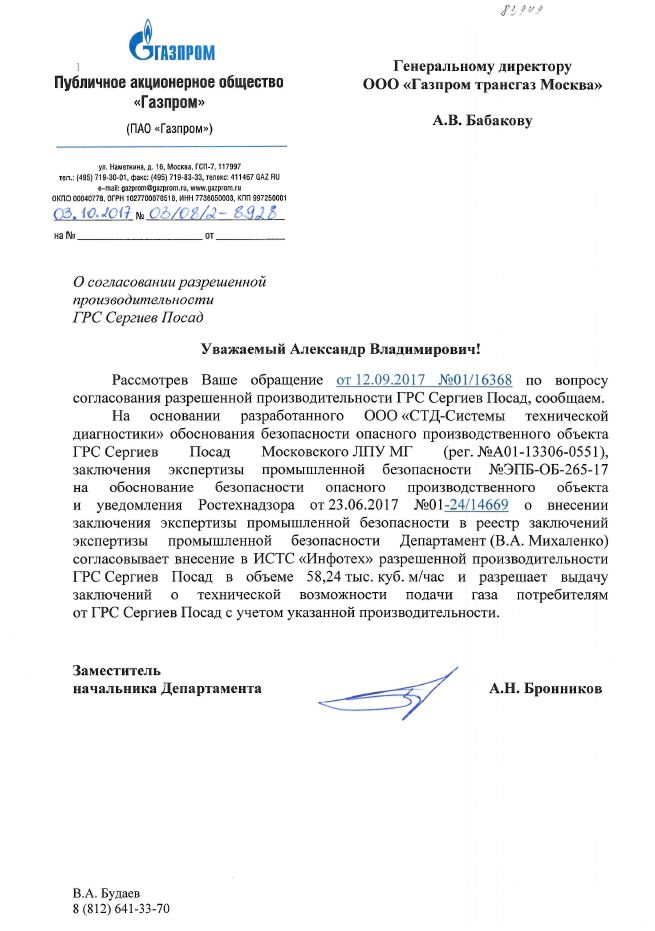 83949
ГАЗПРОМ
Публичное акционерное общество
«Газпром»
(ПАО «Газпром»)
ул. Наметкина, д. 16, Москва, ГСП-7, 117997
тел.: (495) 719-30-01, факс: (495) 719-83-33, телекс: 411467 GAZ RU
e-mail: gazprom@gazprom.ru, www.gazprom.ru
ОКПО 00040778, ОГРН 1027700070518, ИНН 7736050003, КПП 997250001
03.10.2017 № 03/08/2-8928
на № от
Генеральному директору
ООО «Газпром трансгаз Москва»
А.В. Бабакову
О согласовании разрешенной
производительности
ГРС Сергиев Посад
Уважаемый Александр Владимирович!
Рассмотрев Ваше обращение от 12.09.2017 №01/16368 по вопросу
согласования разрешенной производительности ГРС Сергиев Посад, сообщаем.
На основании разработанного ООО «СТД-Системы технической
диагностики» обоснования безопасности опасного производственного объекта
ГРС Сергиев Посад Московского ЛПУ МГ (рег. №А01-13306-0551),
заключения экспертизы промышленной безопасности №ЭПБ-ОБ-265-17
на обоснование безопасности опасного производственного объекта
и уведомления Ростехнадзора от 23.06.2017 №01-24/14669 о внесении
заключения экспертизы промышленной безопасности в реестр заключений
экспертизы промышленной безопасности Департамент (В.А. Михаленко)
согласовывает внесение в ИСТС «Инфотех» разрешенной производительности
ГРС Сергиев Посад в объеме 58,24 тыс. куб. м/час и разрешает выдачу
заключений о технической возможности подачи газа потребителям
от ГРС Сергиев Посад с учетом указанной производительности.
Заместитель
начальника Департамента А.Н. Бронников
В.А. Будаев
8 (812) 641-33-70